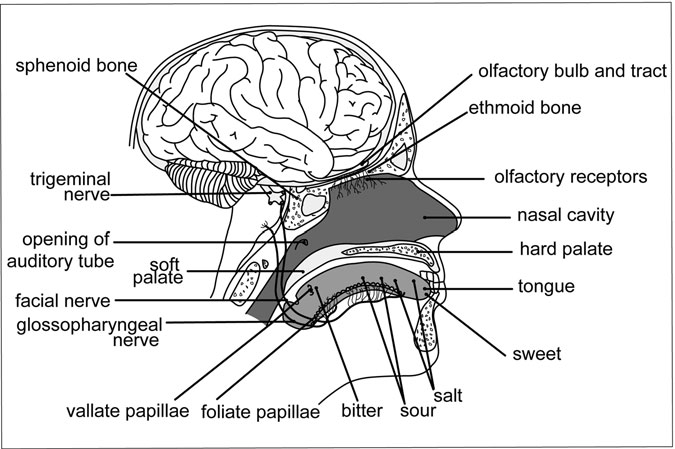 sphenoid bone
olfactory bulb and tract
ethmoid bone
trigeminal
nerve
olfactory receptors
nasal cavity
opening of
auditory tube
hard palate
soft
palate
tongue
facial nerve
glossopharyngeal
nerve
sweet
salt
vallate papillae
foliate papillae
bitter
sour